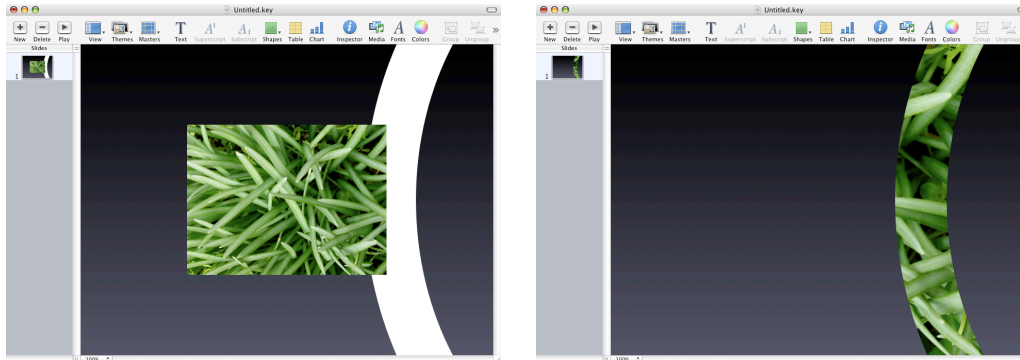 Untitled.key
New Delete Play View Themes Masters Text Superscript Subscript Shapes Table Chart Inspector Media Fonts Colors Group Ungroup
Slides
1
100%
Untitled.key
New Delete Play View Themes Masters Text Superscript Subscript Shapes Table Chart Inspector Media Fonts Colors Group Ungroup
Slides
1
100%